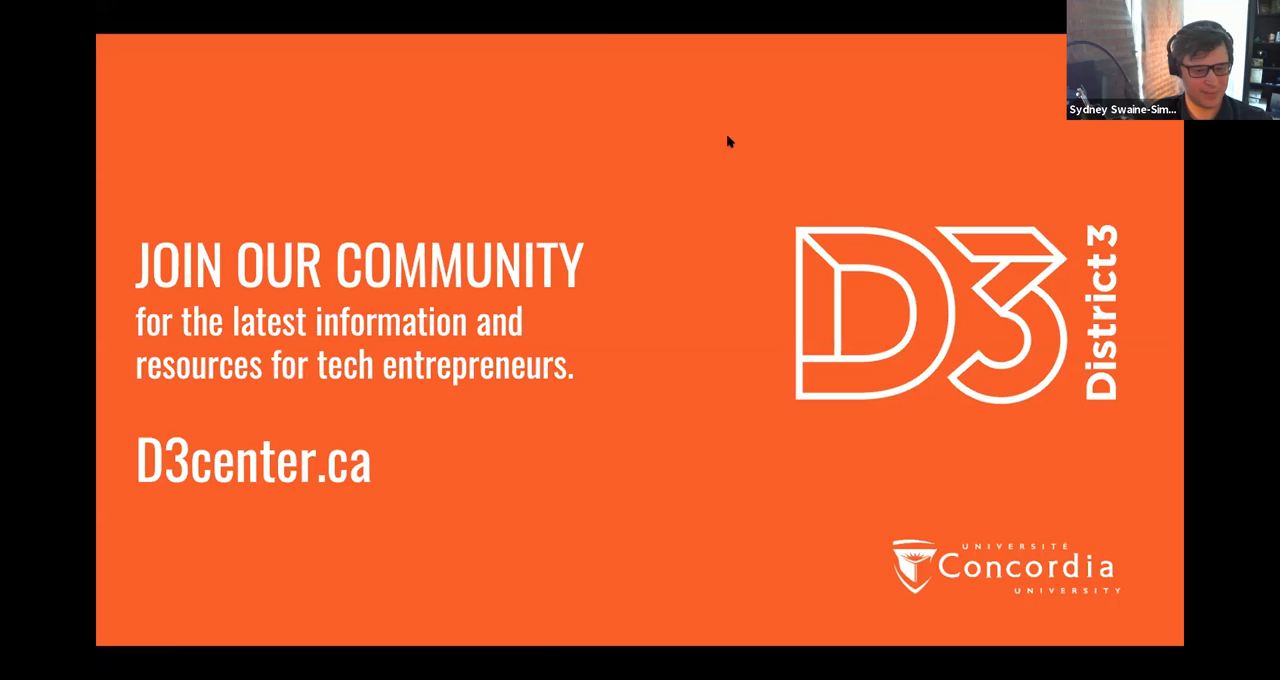 Sydney Swaine-Sim...
JOIN OUR COMMUNITY
for the latest information and
resources for tech entrepreneurs.
D3center.ca
D3
District 3
UNIVERSITÉ
Concordia
UNIVERSITY